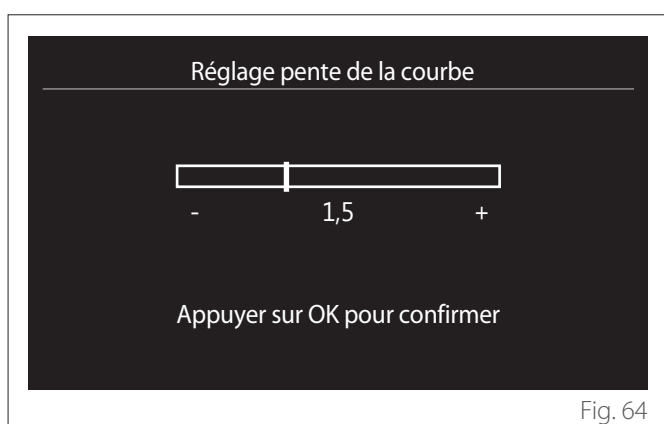 Réglage pente de la courbe
- 1,5 +
Appuyer sur OK pour confirmer
Fig. 64